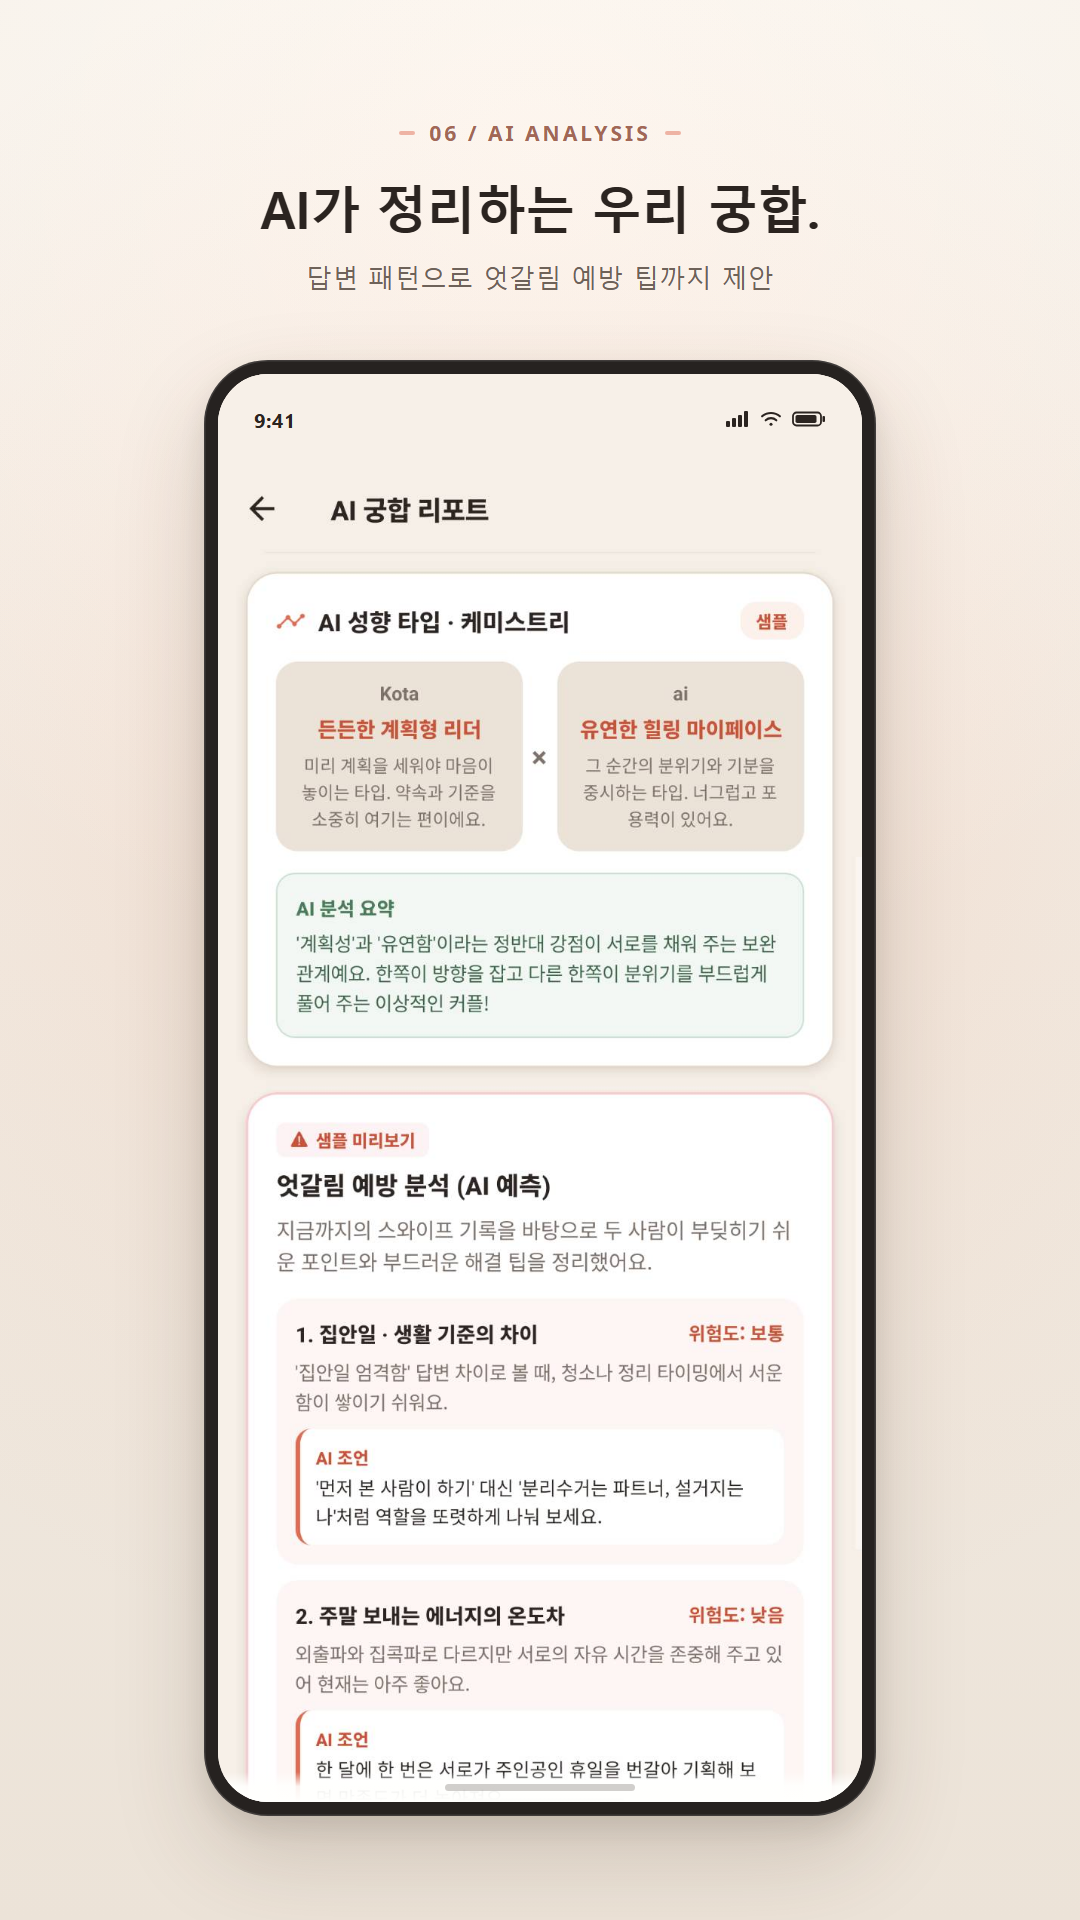 06 / AI ANALYSIS
AI가 정리하는 우리 궁합.
답변 패턴으로 엇갈림 예방 팁까지 제안
9:41
AI 궁합 리포트
AI 성향 타입 · 케미스트리
샘플
Kota
든든한 계획형 리더
미리 계획을 세워야 마음이
놓이는 타입. 약속과 기준을
소중히 여기는 편이에요.
×
ai
유연한 힐링 마이페이스
그 순간의 분위기와 기분을
중시하는 타입. 너그럽고 포
용력이 있어요.
AI 분석 요약
'계획성'과 '유연함'이라는 정반대 강점이 서로를 채워 주는 보완
관계예요. 한쪽이 방향을 잡고 다른 한쪽이 분위기를 부드럽게
풀어 주는 이상적인 커플!
샘플 미리보기
엇갈림 예방 분석 (AI 예측)
지금까지의 스와이프 기록을 바탕으로 두 사람이 부딪히기 쉬
운 포인트와 부드러운 해결 팁을 정리했어요.
1. 집안일 · 생활 기준의 차이
위험도: 보통
'집안일 엄격함' 답변 차이로 볼 때, 청소나 정리 타이밍에서 서운
함이 쌓이기 쉬워요.
AI 조언
'먼저 본 사람이 하기' 대신 '분리수거는 파트너, 설거지는
나'처럼 역할을 또렷하게 나눠 보세요.
2. 주말 보내는 에너지의 온도차
위험도: 낮음
외출파와 집콕파로 다르지만 서로의 자유 시간을 존중해 주고 있
어 현재는 아주 좋아요.
AI 조언
한 달에 한 번은 서로가 주인공인 휴일을 번갈아 기획해 보